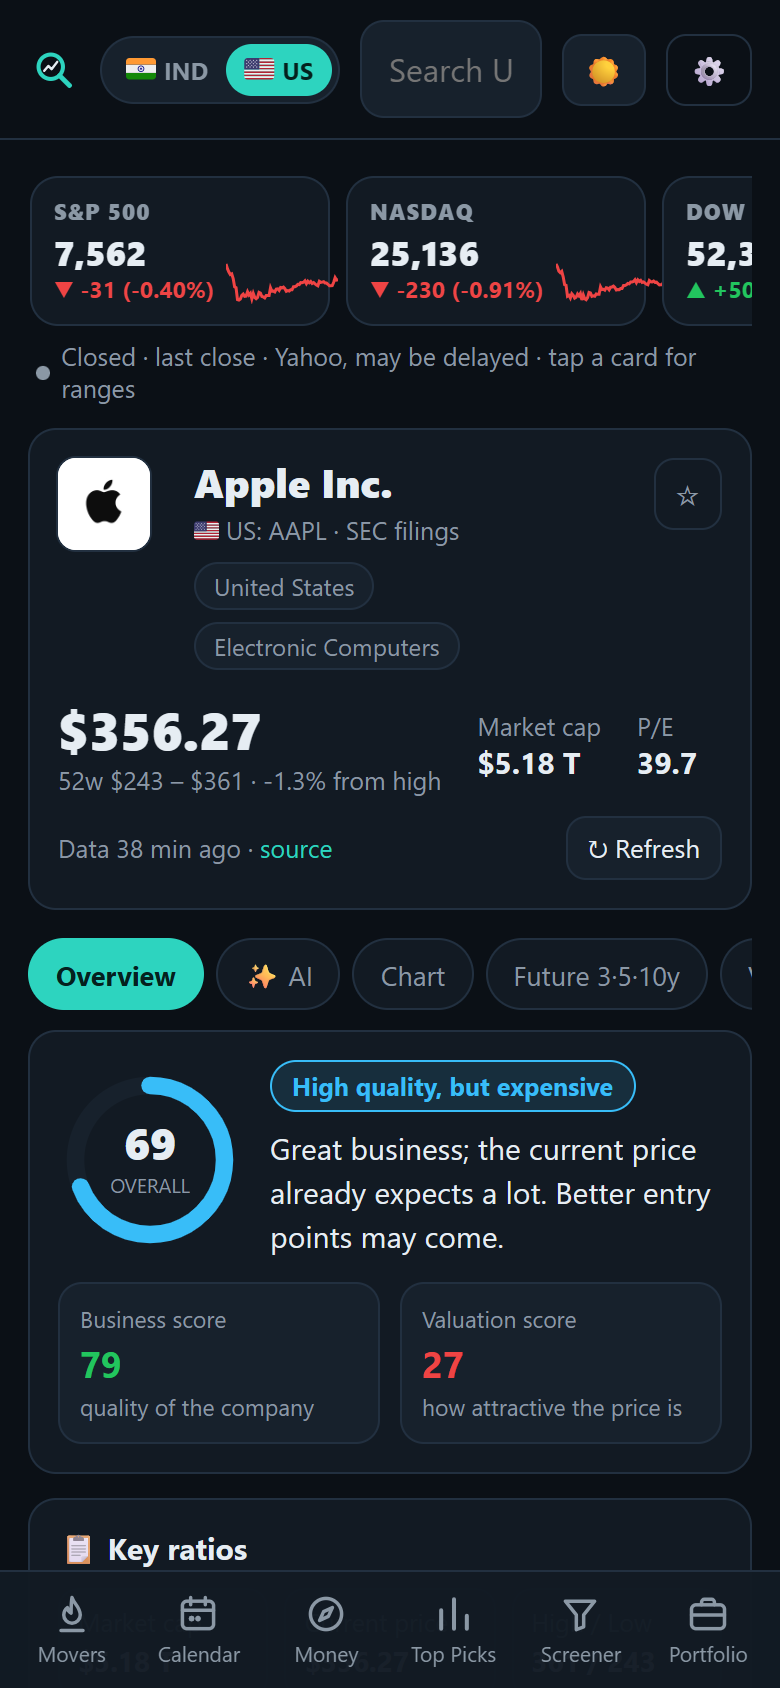 IND
US
Search U
S&P 500
7,562
▼ -31 (-0.40%)
NASDAQ
25,136
▼ -230 (-0.91%)
DOW
52,3
▲ +50
Closed · last close · Yahoo, may be delayed · tap a card for
ranges
Apple Inc.
US: AAPL · SEC filings
United States
Electronic Computers
$356.27
52w $243 – $361 · -1.3% from high
Market cap
$5.18 T
P/E
39.7
Data 38 min ago · source
↻ Refresh
Overview
AI
Chart
Future 3·5·10y
69
OVERALL
High quality, but expensive
Great business; the current price
already expects a lot. Better entry
points may come.
Business score
79
quality of the company
Valuation score
27
how attractive the price is
Key ratios
Movers
Calendar
Money
Top Picks
Screener
Portfolio